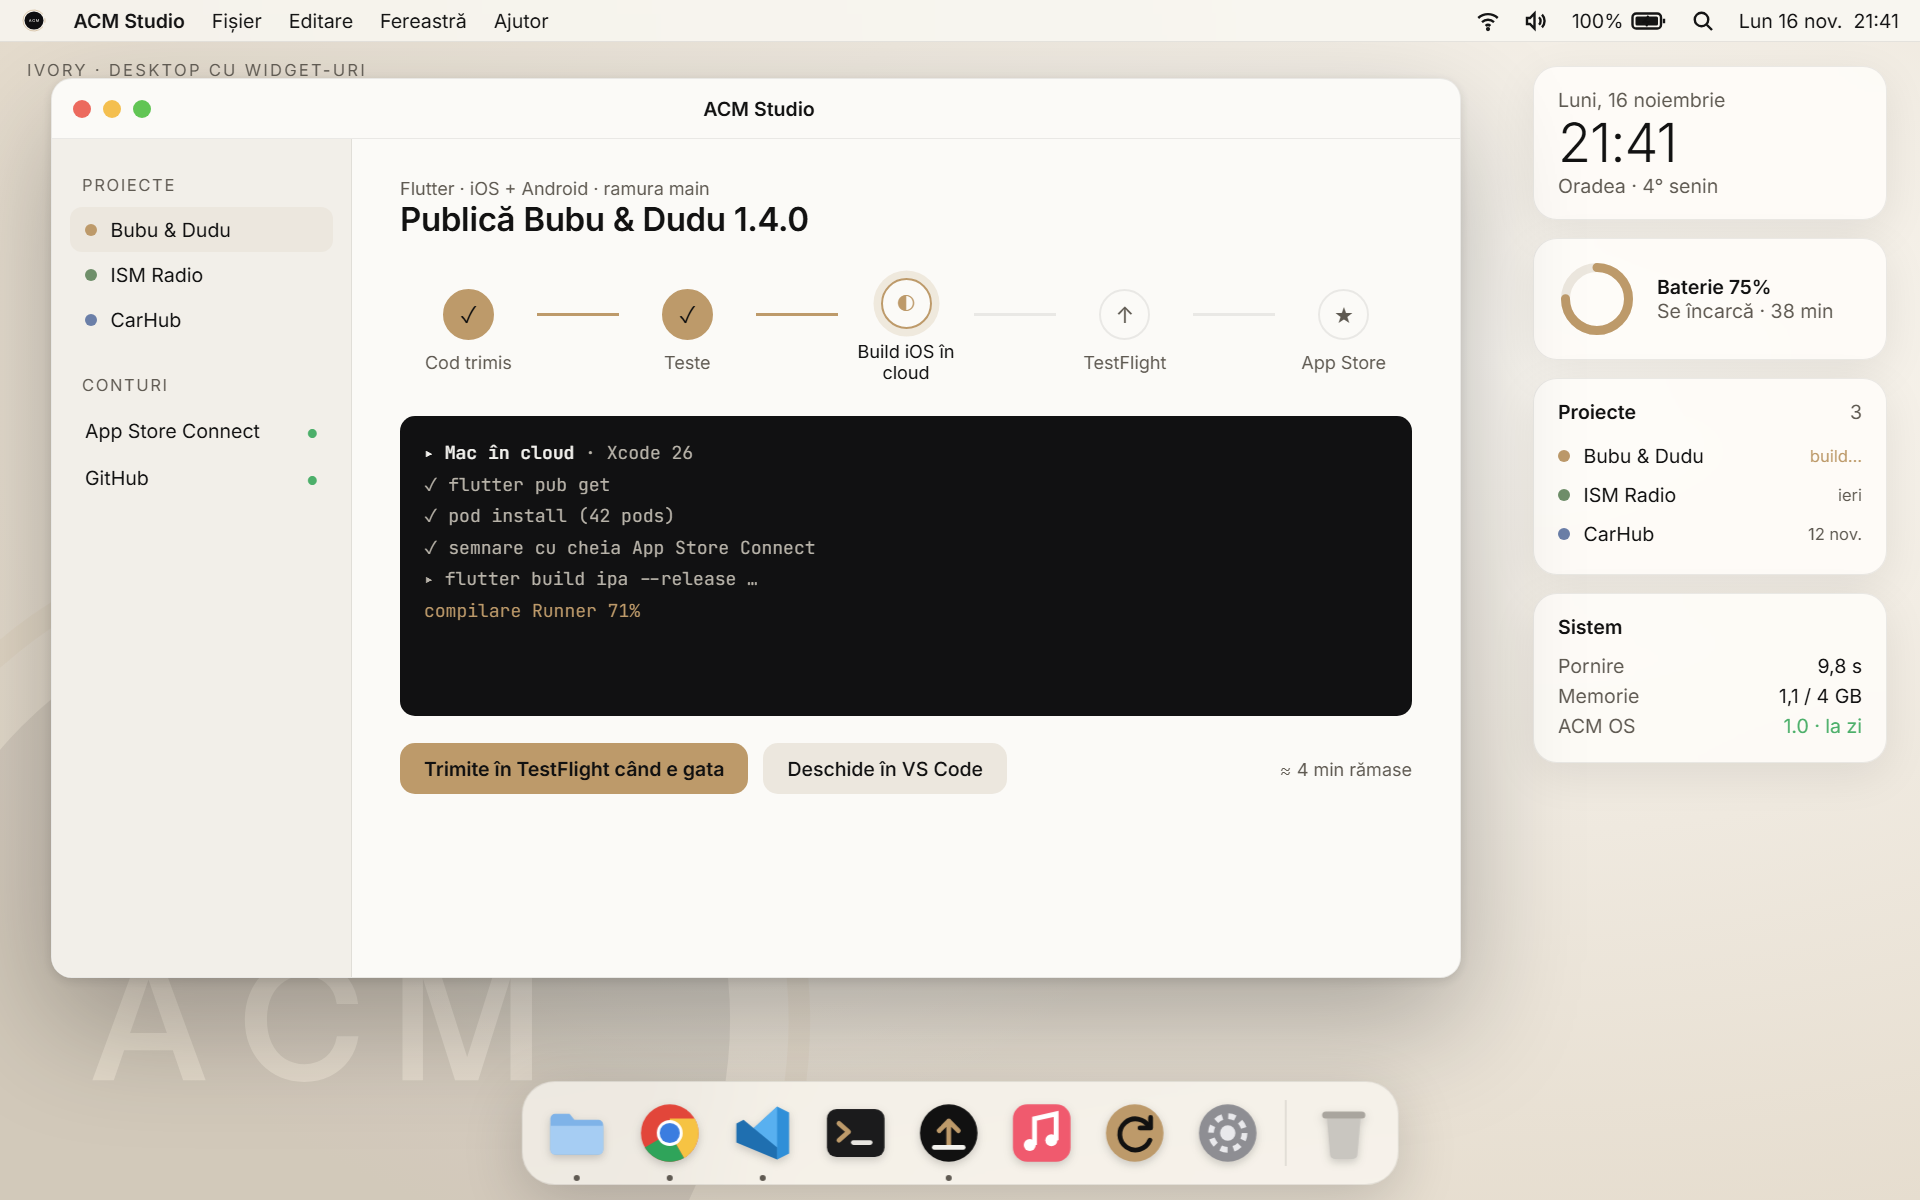 ACM Studio Fișier Editare Fereastră Ajutor 100% Lun 16 nov. 21:41
IVORY · DESKTOP CU WIDGET-URI
ACM Studio
PROIECTE
Bubu & Dudu
ISM Radio
CarHub
CONTURI
App Store Connect
GitHub
Flutter · iOS + Android · ramura main
Publică Bubu & Dudu 1.4.0
✓ ✓ ◐ ↑ ★
Cod trimis
Teste
Build iOS în
cloud
TestFlight
App Store
▸ Mac în cloud · Xcode 26
✓ flutter pub get
✓ pod install (42 pods)
✓ semnare cu cheia App Store Connect
▸ flutter build ipa --release …
compilare Runner 71%
Trimite în TestFlight când e gata
Deschide în VS Code
≈ 4 min rămase
Luni, 16 noiembrie
21:41
Oradea · 4° senin
Baterie 75%
Se încarcă · 38 min
Proiecte 3
Bubu & Dudu build…
ISM Radio ieri
CarHub 12 nov.
Sistem
Pornire 9,8 s
Memorie 1,1 / 4 GB
ACM OS 1.0 · la zi
ACM